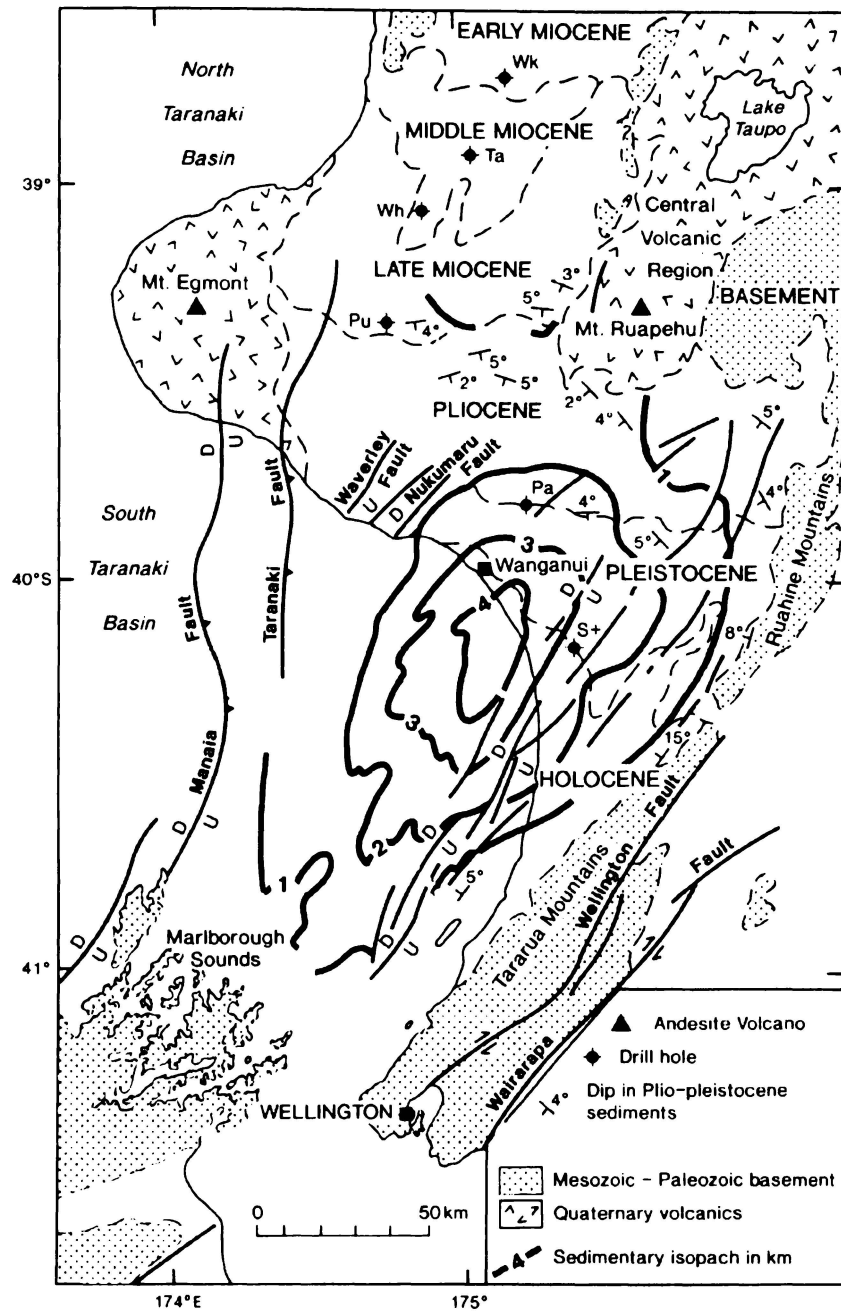 EARLY MIOCENE
Wk
North
Taranaki
Basin
Lake
Taupo
MIDDLE MIOCENE
Ta
39°
Wh
Central
Volcanic
Region
LATE MIOCENE
3°
BASEMENT
Mt. Egmont
5°
Pu
4°
Mt. Ruapehu
5°
2°
5°
2°
PLIOCENE
4°
5°
D
U
Waverley
Fault
U
D
Nukumaru
Fault
1
Fault
Pa
4°
4°
South
Taranaki
Basin
3
5°
Ruahine Mountains
40°S
Wanganui
PLEISTOCENE
Taranaki
D
U
4
Fault
S+
8°
3
15°
Manaia
D
U
HOLOCENE
Fault
D
U
2
D
U
Wellington
Fault
1
5°
Tararua Mountains
D
U
Marlborough
Sounds
D
U
41°
Andesite Volcano
Drill hole
4° Dip in Plio-pleistocene
sediments
Wairarapa
WELLINGTON
Mesozoic - Paleozoic basement
0 50km
Quaternary volcanics
4 Sedimentary isopach in km
174°E
175°